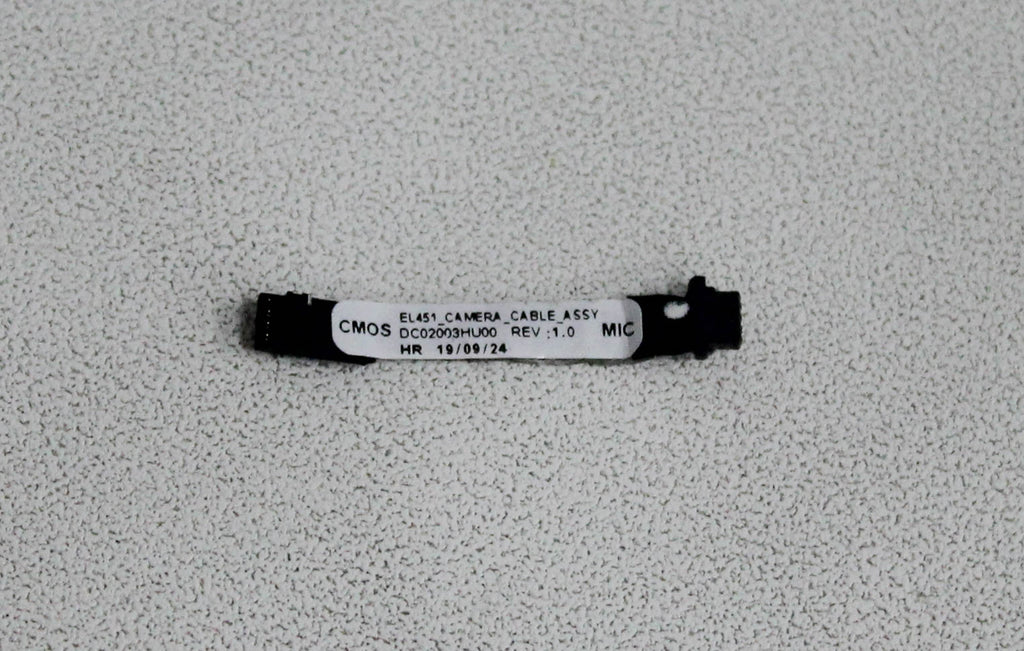 CMOS
EL451_CAMERA_CABLE_ASSY
DC02003HU00 REV :1.0
HR 19/09/24
MIC